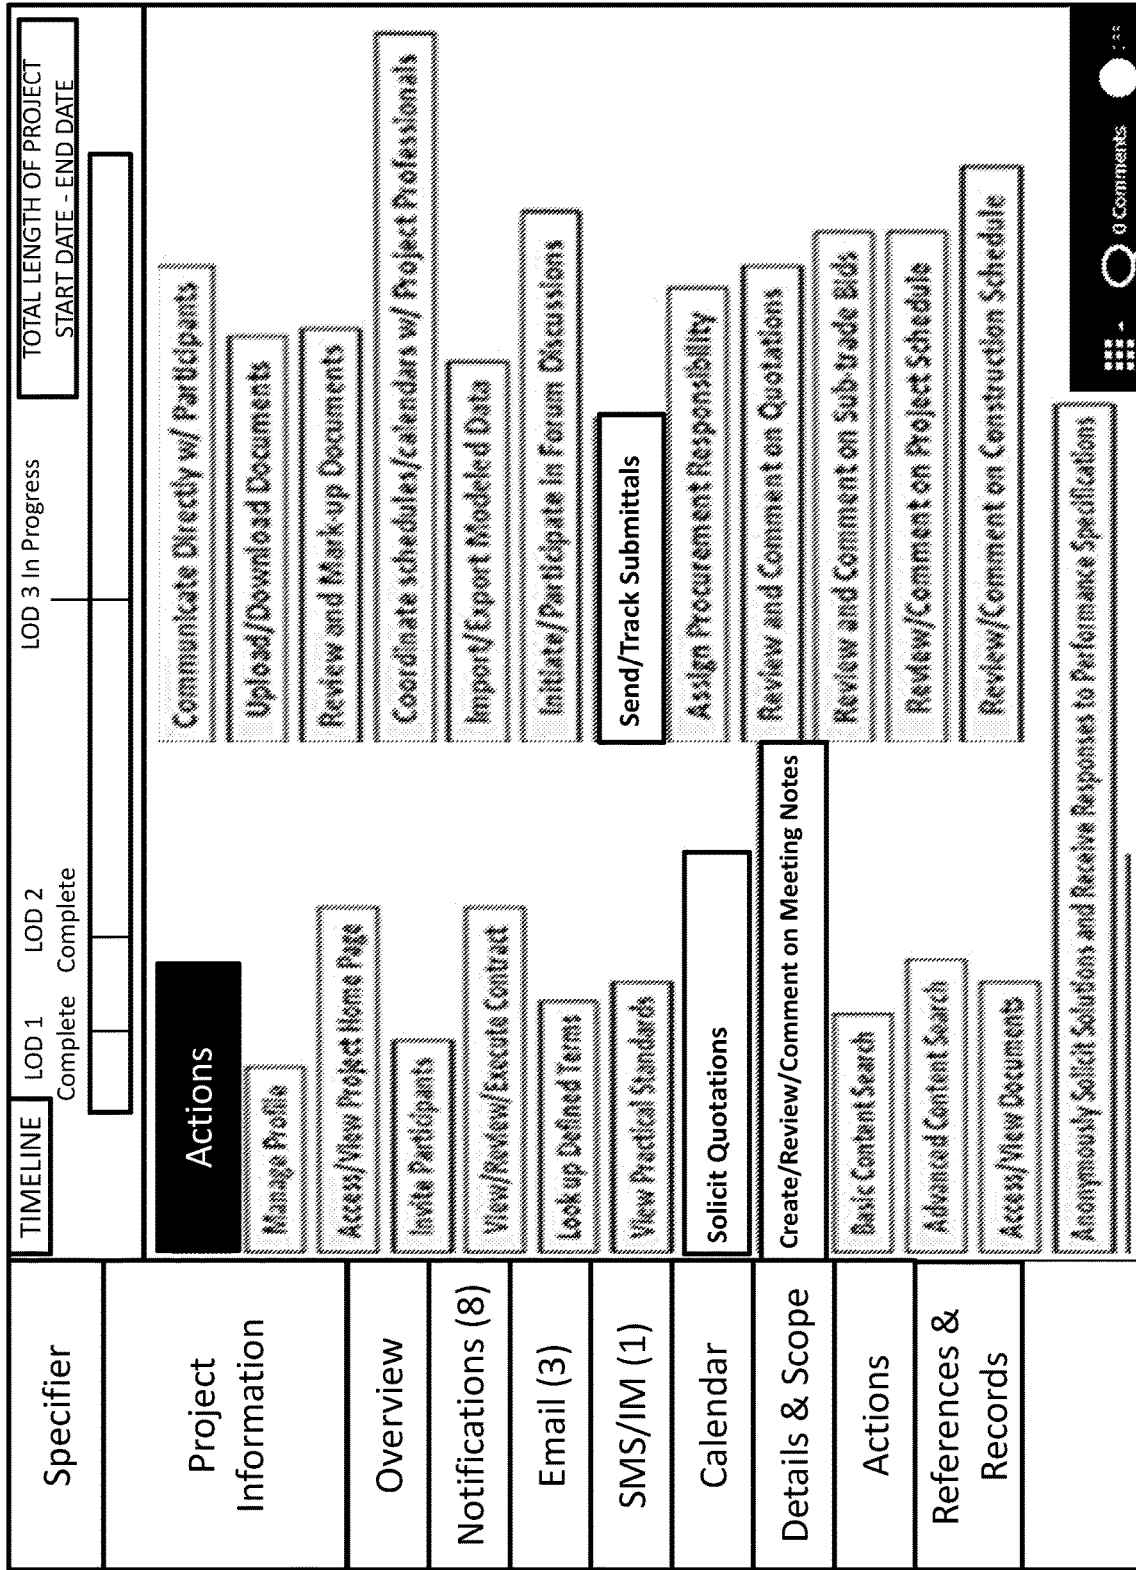 Specifier
Project
Information
Overview
Notifications (8)
Email (3)
SMS/IM (1)
Calendar
Details & Scope
Actions
References &
Records
TIMELINE
LOD 1
Complete
LOD 2
Complete
LOD 3 In Progress
TOTAL LENGTH OF PROJECT
START DATE - END DATE
Actions
Manage Profile
Access/View Project Home Page
Invite Participants
View/Review/Execute Contract
Look up Defined Terms
View Practical Standards
Solicit Quotations
Create/Review/Comment on Meeting Notes
Basic Content Search
Advanced Content Search
Access/View Documents
Anonymously Solicit Solutions and Receive Responses to Performance Specifications
Communicate Directly w/ Participants
Upload/Download Documents
Review and Mark up Documents
Coordinate schedules/calendars w/ Project Professionals
Import/Export Modeled Data
Initiate/Participate in Forum Discussions
Send/Track Submittals
Assign Procurement Responsibility
Review and Comment on Quotations
Review and Comment on Sub-trade Bids
Review/Comment on Project Schedule
Review/Comment on Construction Schedule
0 Comments